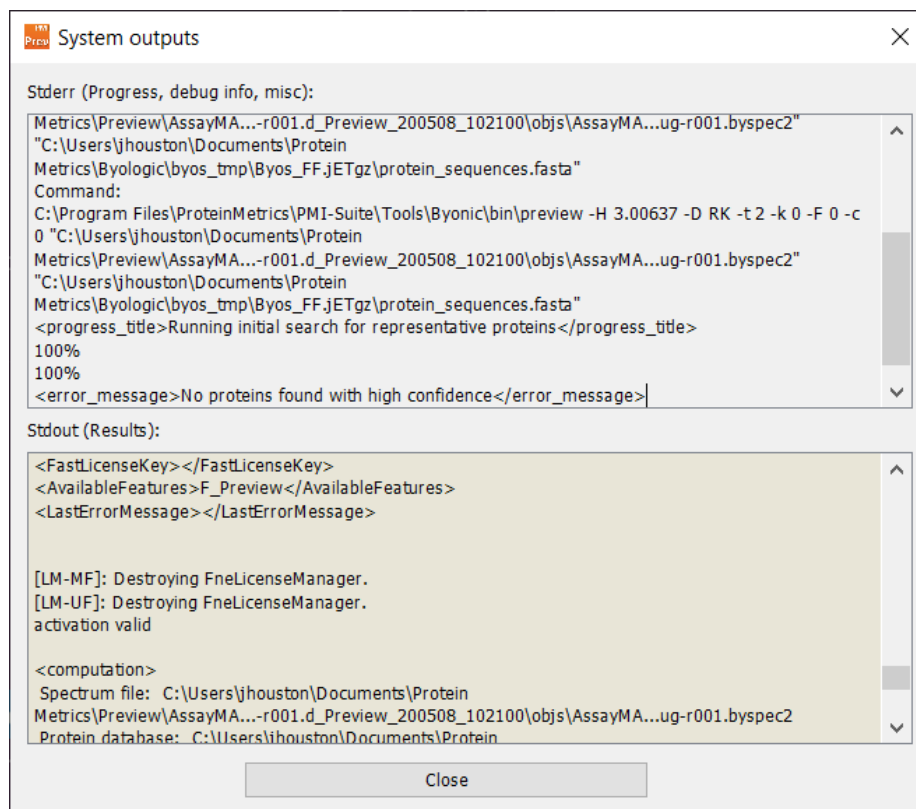 System outputs
Stderr (Progress, debug info, misc):
Metrics\Preview\AssayMA...-r001.d_Preview_200508_102100\objs\AssayMA...ug-r001.byspec2"
"C:\Users\jhouston\Documents\Protein
Metrics\Byologic\byos_tmp\Byos_FF.jETgz\protein_sequences.fasta"
Command:
C:\Program Files\ProteinMetrics\PMI-Suite\Tools\Byonic\bin\preview -H 3.00637 -D RK -t 2 -k 0 -F 0 -c
0 "C:\Users\jhouston\Documents\Protein
Metrics\Preview\AssayMA...-r001.d_Preview_200508_102100\objs\AssayMA...ug-r001.byspec2"
"C:\Users\jhouston\Documents\Protein
Metrics\Byologic\byos_tmp\Byos_FF.jETgz\protein_sequences.fasta"
<progress_title>Running initial search for representative proteins</progress_title>
100%
100%
<error_message>No proteins found with high confidence</error_message>
Stdout (Results):
<FastLicenseKey></FastLicenseKey>
<AvailableFeatures>F_Preview</AvailableFeatures>
<LastErrorMessage></LastErrorMessage>
[LM-MF]: Destroying FneLicenseManager.
[LM-UF]: Destroying FneLicenseManager.
activation valid
<computation>
Spectrum file: C:\Users\jhouston\Documents\Protein
Metrics\Preview\AssayMA...-r001.d_Preview_200508_102100\objs\AssayMA...ug-r001.byspec2
Protein database: C:\Users\jhouston\Documents\Protein
Close